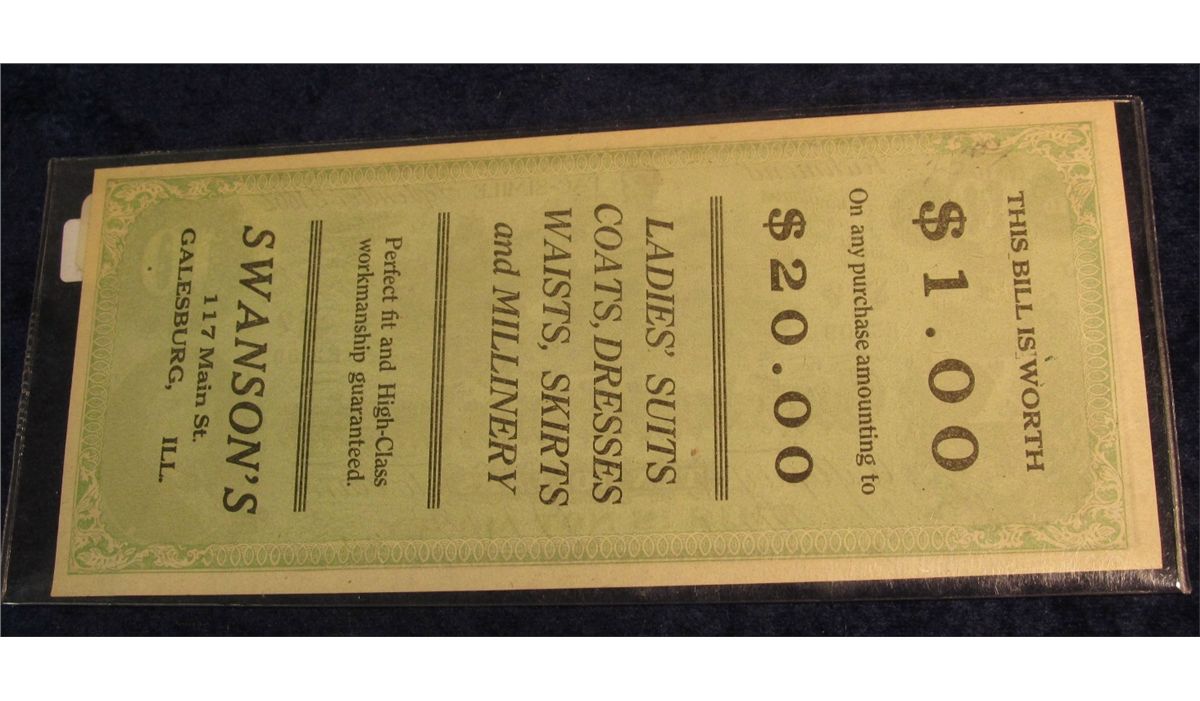 THIS BILL IS WORTH
$1.00
On any purchase amounting to
$20.00
LADIES' SUITS
COATS, DRESSES
WAISTS, SKIRTS
and MILLINERY
Perfect fit and High-Class
workmanship guaranteed.
SWANSON'S
117 Main St.
GALESBURG, ILL.